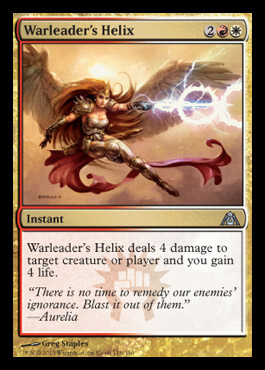 Warleader's Helix 2
Instant
Warleader's Helix deals 4 damage to
target creature or player and you gain
4 life.
"There is no time to remedy our enemies'
ignorance. Blast it out of them."
—Aurelia
Greg Staples